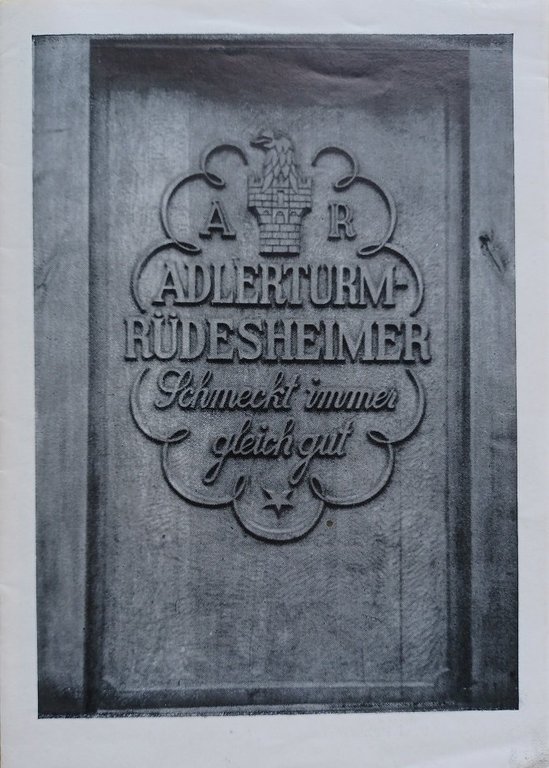 A R
ADLERTURM-
RÜDESHEIMER
Schmeckt immer
gleich gut